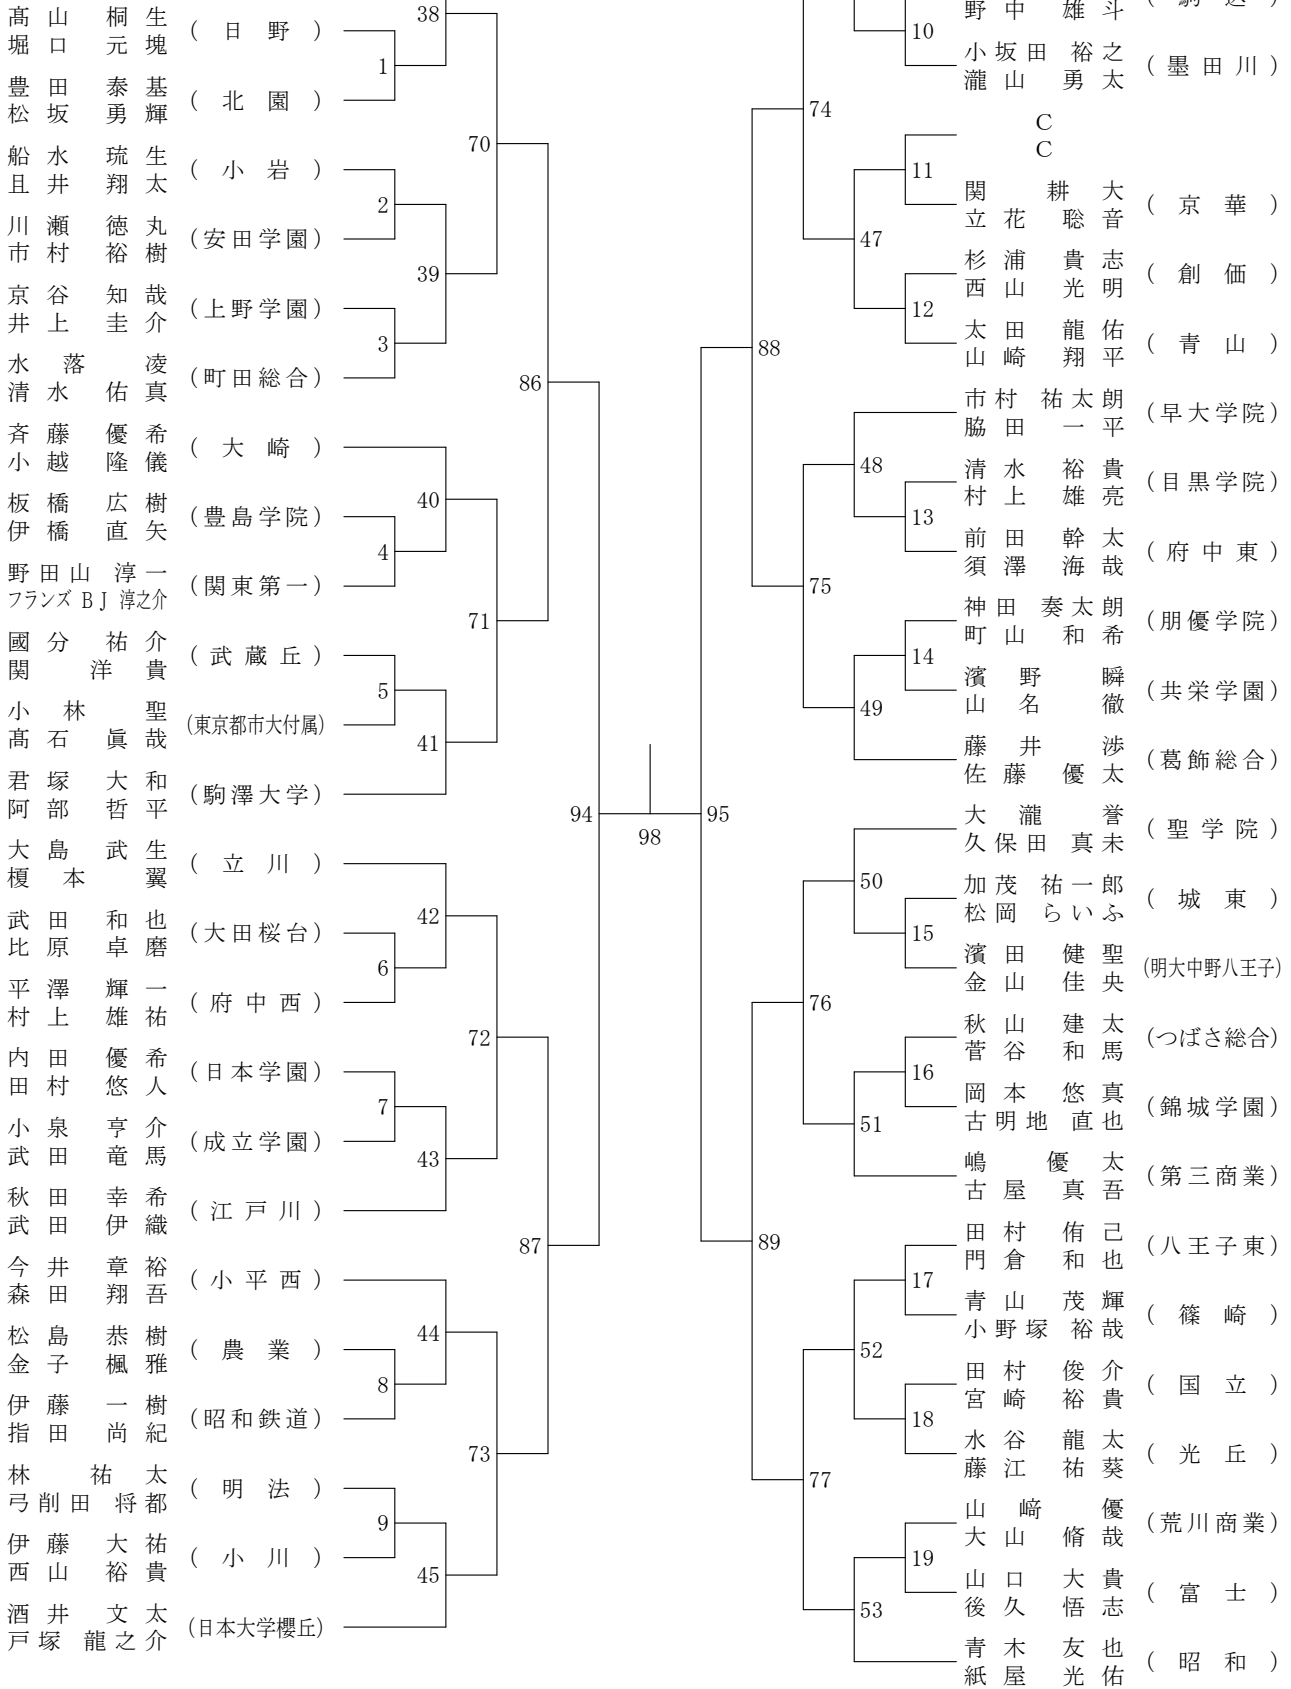 髙山 桐生
堀口 元塊
(日野)
豊田 泰基
松坂 勇輝
(北園)
船水 琉生
且井 翔太
(小岩)
川瀬 徳丸
市村 裕樹
(安田学園)
京谷 知哉
井上 圭介
(上野学園)
水落 凌
清水 佑真
(町田総合)
斉藤 優希
小越 隆儀
(大崎)
板橋 広樹
伊橋 直矢
(豊島学院)
野田山 淳一
フランズ BJ 淳之介
(関東第一)
國分 祐介
関 洋貴
(武蔵丘)
小林 聖
髙石 眞哉
(東京都市大付属)
君塚 大和
阿部 哲平
(駒澤大学)
大島 武生
榎本 翼
(立川)
武田 和也
比原 卓磨
(大田桜台)
平澤 輝一
村上 雄祐
(府中西)
内田 優希
田村 悠人
(日本学園)
小泉 亨介
武田 竜馬
(成立学園)
秋田 幸希
武田 伊織
(江戸川)
今井 章裕
森田 翔吾
(小平西)
松島 恭樹
金子 楓雅
(農業)
伊藤 一樹
指田 尚紀
(昭和鉄道)
林 祐太
弓削田 将都
(明法)
伊藤 大祐
西山 裕貴
(小川)
酒井 文太
戸塚 龍之介
(日本大学櫻丘)
1
2
3
4
5
6
7
8
9
38
39
40
41
42
43
44
45
70
71
72
73
86
87
94
98
95
88
89
74
75
76
77
47
48
49
50
51
52
53
10
11
12
13
14
15
16
17
18
19
野中 雄斗
小坂田 裕之
瀧山 勇太
(墨田川)
C
C
関 耕大
立花 聡音
(京華)
杉浦 貴志
西山 光明
(創価)
太田 龍佑
山崎 翔平
(青山)
市村 祐太朗
脇田 一平
(早大学院)
清水 裕貴
村上 雄亮
(目黒学院)
前田 幹太
須澤 海哉
(府中東)
神田 奏太朗
町山 和希
(朋優学院)
濱野 瞬
山名 徹
(共栄学園)
藤井 渉
佐藤 優太
(葛飾総合)
大瀧 誉
久保田 真未
(聖学院)
加茂 祐一郎
松岡 らいふ
(城東)
濱田 健聖
金山 佳央
(明大中野八王子)
秋山 建太
菅谷 和馬
(つばさ総合)
岡本 悠真
古明地 直也
(錦城学園)
嶋 優太
古屋 真吾
(第三商業)
田村 侑己
門倉 和也
(八王子東)
青山 茂輝
小野塚 裕哉
(篠崎)
田村 俊介
宮崎 裕貴
(国立)
水谷 龍太
藤江 祐葵
(光丘)
山﨑 優
大山 脩哉
(荒川商業)
山口 大貴
後久 悟志
(富士)
青木 友也
紙屋 光佑
(昭和)